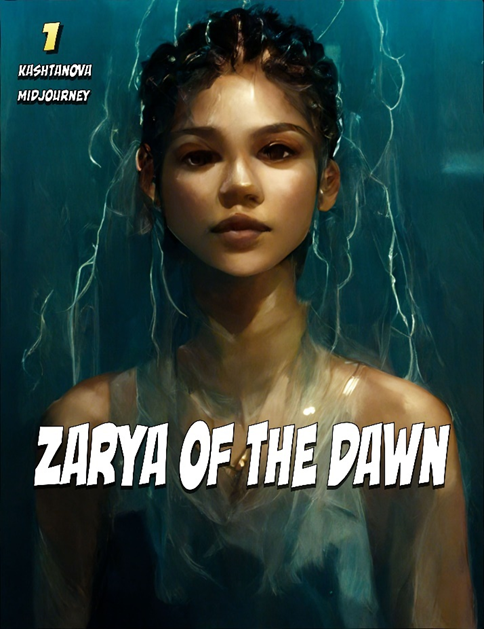 1
KASHTANOVA
MIDJOURNEY
ZARYA OF THE DAWN